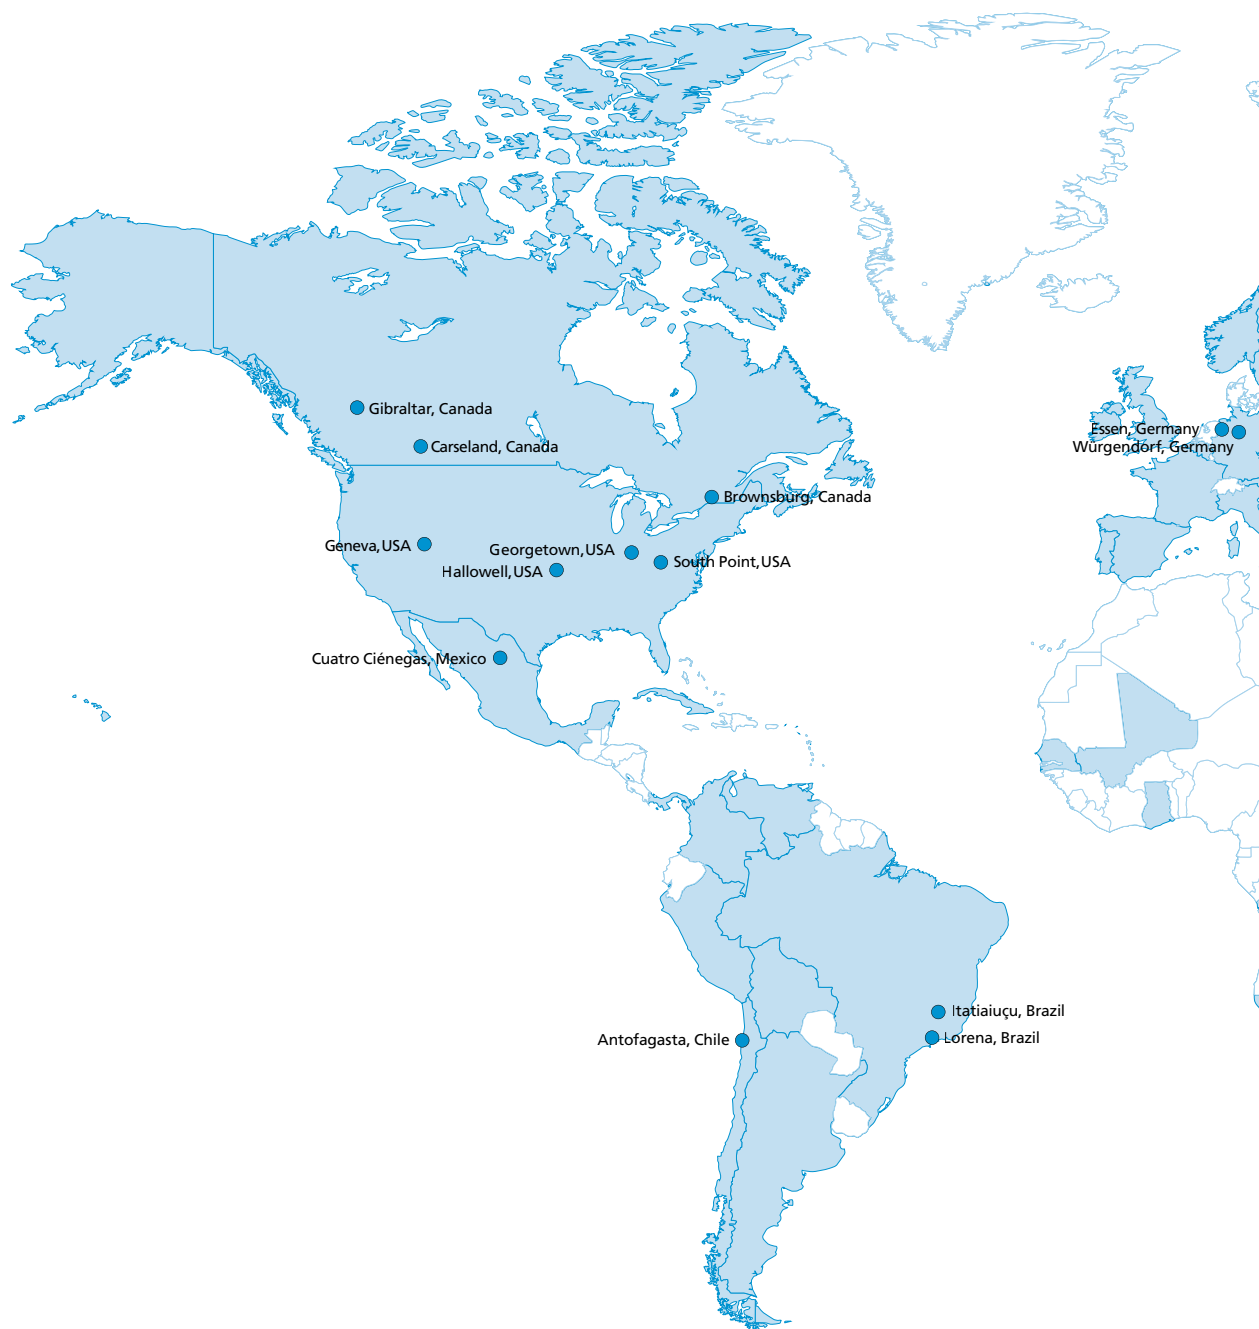 Gibraltar, Canada
Essen, Germany
Würgendorf, Germany
Carseland, Canada
Brownsburg, Canada
Geneva,USA
Georgetown,USA
South Point,USA
Hallowell,USA
Cuatro Ciénegas, Mexico
Itatiaiuçu, Brazil
Lorena, Brazil
Antofagasta, Chile